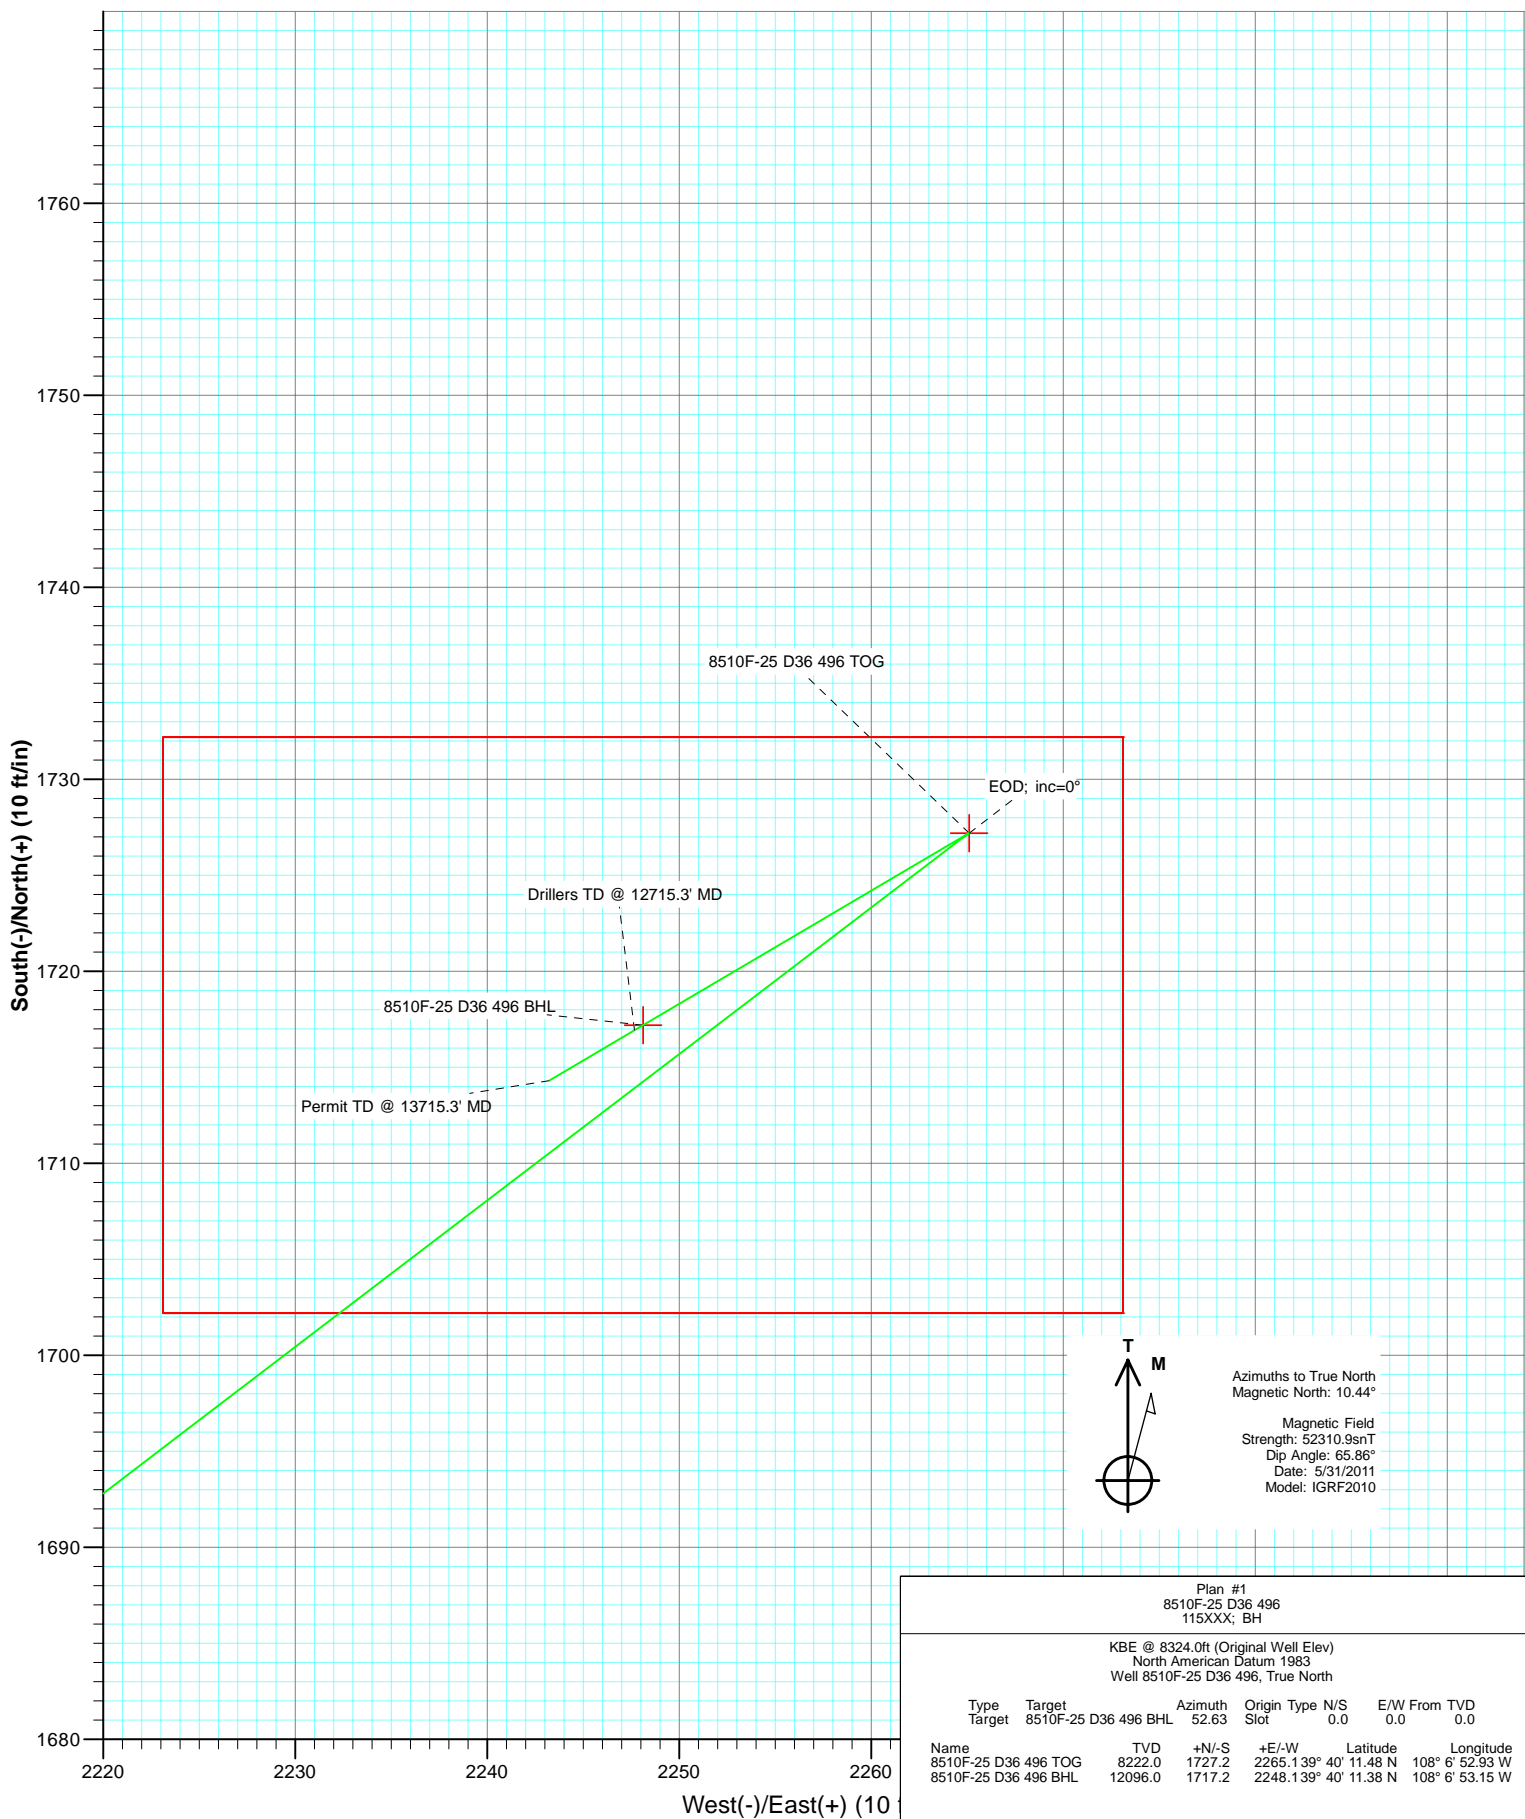 1760
1750
1740
8510F-25 D36 496 TOG
1730
EOD; inc=0°
Drillers TD @ 12715.3' MD
1720
8510F-25 D36 496 BHL
Permit TD @ 13715.3' MD
1710
South(-)/North(+) (10 ft/in)
1700
T
M
Azimuths to True North
Magnetic North: 10.44°
Magnetic Field
Strength: 52310.9snT
Dip Angle: 65.86°
Date: 5/31/2011
Model: IGRF2010
1690
1680
2220 2230 2240 2250 2260
West(-)/East(+) (10
Plan #1
8510F-25 D36 496
115XXX; BH
KBE @ 8324.0ft (Original Well Elev)
North American Datum 1983
Well 8510F-25 D36 496, True North
Type Target Azimuth Origin Type N/S E/W From TVD
Target 8510F-25 D36 496 BHL 52.63 Slot 0.0 0.0 0.0
Name TVD +N/-S +E/-W Latitude Longitude
8510F-25 D36 496 TOG 8222.0 1727.2 2265.1 39° 40' 11.48 N 108° 6' 52.93 W
8510F-25 D36 496 BHL 12096.0 1717.2 2248.1 39° 40' 11.38 N 108° 6' 53.15 W